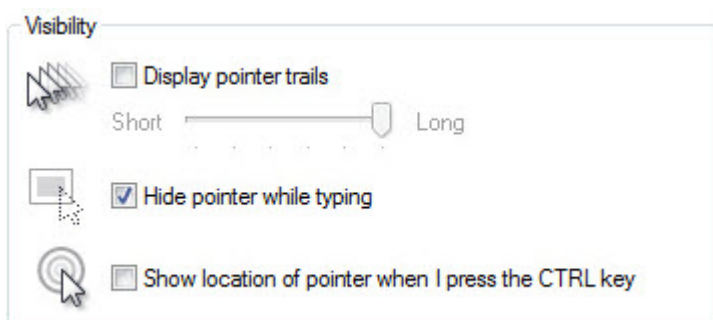 Visibility
Display pointer trails
Short Long
Hide pointer while typing
Show location of pointer when I press the CTRL key